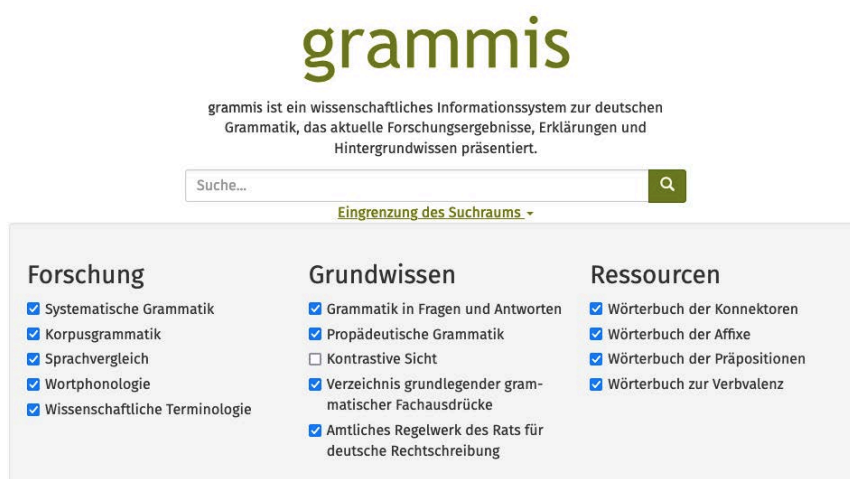 grammis
grammis ist ein wissenschaftliches Informationssystem zur deutschen
Grammatik, das aktuelle Forschungsergebnisse, Erklärungen und
Hintergrundwissen präsentiert.
Suche...
Eingrenzung des Suchraums
Forschung
Systematische Grammatik
Korpusgrammatik
Sprachvergleich
Wortphonologie
Wissenschaftliche Terminologie
Grundwissen
Grammatik in Fragen und Antworten
Propädeutische Grammatik
Kontrastive Sicht
Verzeichnis grundlegender gram-
matischer Fachausdrücke
Amtliches Regelwerk des Rats für
deutsche Rechtschreibung
Ressourcen
Wörterbuch der Konnektoren
Wörterbuch der Affixe
Wörterbuch der Präpositionen
Wörterbuch zur Verbvalenz